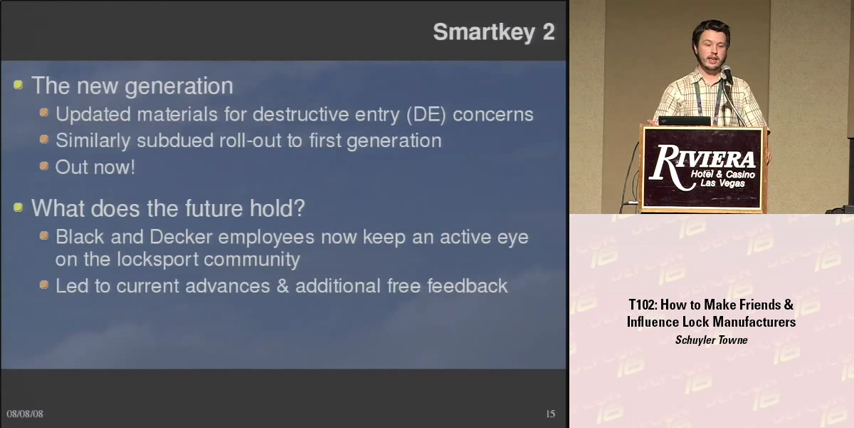 Smartkey 2
The new generation
Updated materials for destructive entry (DE) concerns
Similarly subdued roll-out to first generation
Out now!
What does the future hold?
Black and Decker employees now keep an active eye
on the locksport community
Led to current advances & additional free feedback
08/08/08
15
RIVIERA
Hotel & Casino
Las Vegas
T102: How to Make Friends &
Influence Lock Manufacturers
Schuyler Towne